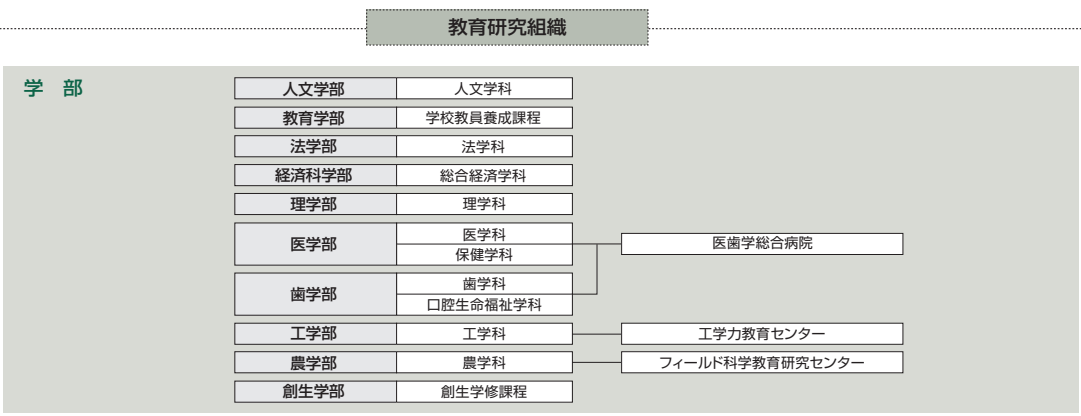 教育研究組織
学 部
人文学部 人文学科
教育学部 学校教員養成課程
法学部 法学科
経済科学部 総合経済学科
理学部 理学科
医学部 医学科 医歯学総合病院
保健学科
歯学部 歯学科
口腔生命福祉学科
工学部 工学科 工学力教育センター
農学部 農学科 フィールド科学教育研究センター
創生学部 創生学修課程